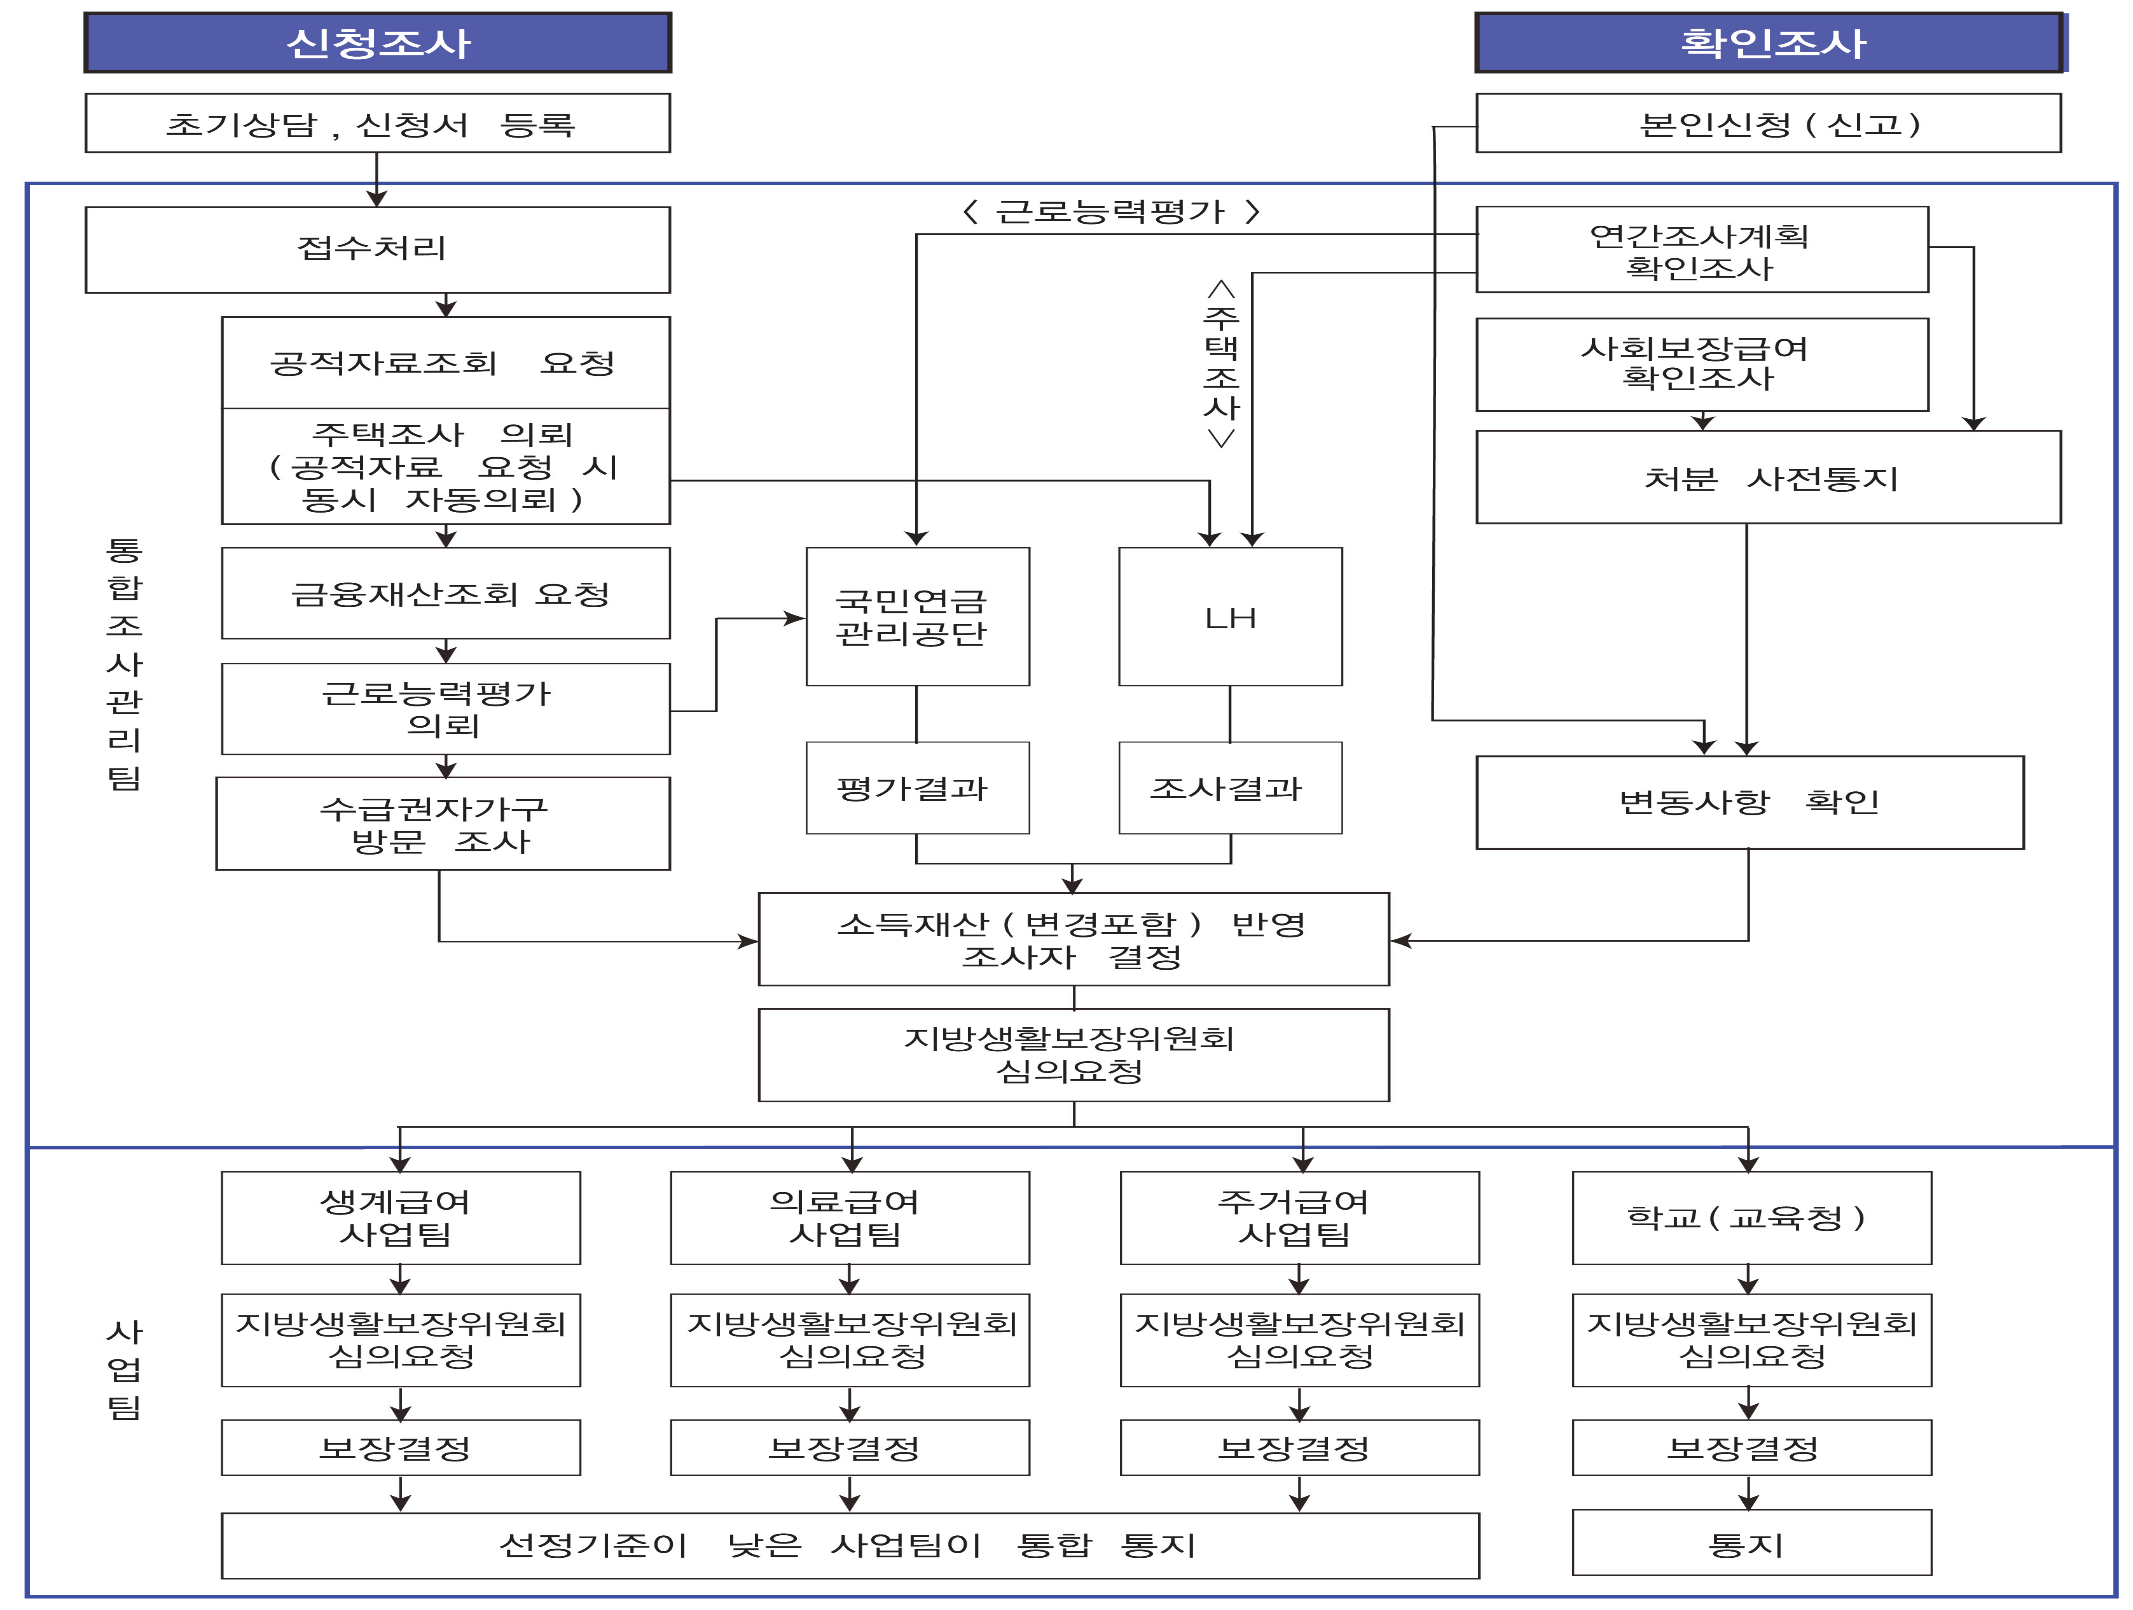 신청조사
확인조사
초기상담, 신청서 등록
본인신청(신고)
접수처리
<근로능력평가>
연간조사계획
확인조사
<주택조사>
공적자료조회 요청
사회보장급여
확인조사
주택조사 의뢰
(공적자료 요청 시
동시 자동의뢰)
처분 사전통지
통합조사관리팀
금융재산조회 요청
국민연금
관리공단
LH
근로능력평가
의뢰
수급권자가구
방문 조사
평가결과
조사결과
변동사항 확인
소득재산(변경포함) 반영
조사자 결정
지방생활보장위원회
심의요청
생계급여
사업팀
의료급여
사업팀
주거급여
사업팀
학교(교육청)
사업팀
지방생활보장위원회
심의요청
지방생활보장위원회
심의요청
지방생활보장위원회
심의요청
지방생활보장위원회
심의요청
보장결정
보장결정
보장결정
보장결정
선정기준이 낮은 사업팀이 통합 통지
통지